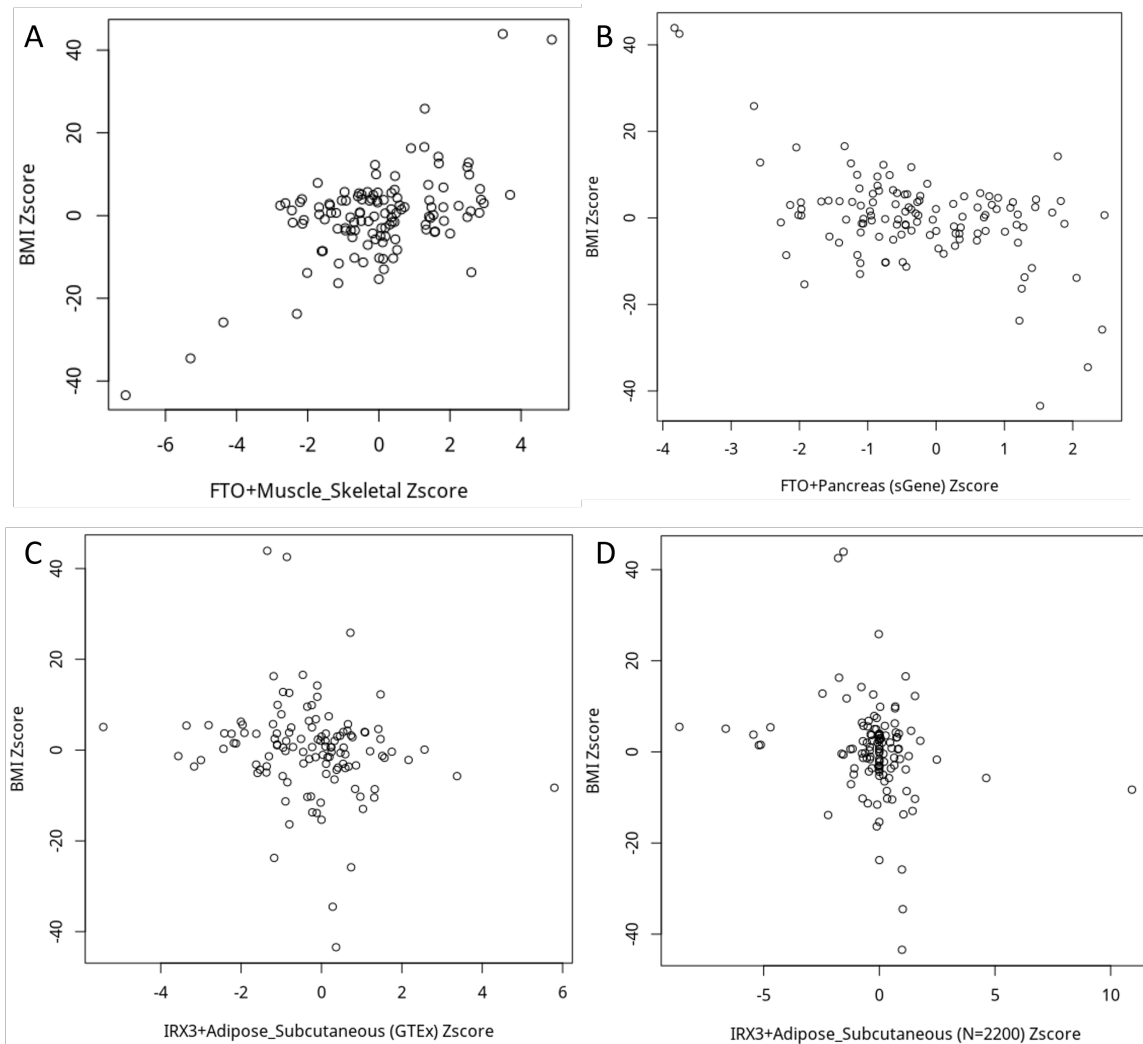 A
40
20
0
-20
-40
BMI Zscore
-6 -4 -2 0 2 4
FTO+Muscle_Skeletal Zscore
B
40
20
0
-20
-40
BMI Zscore
-4 -3 -2 -1 0 1 2
FTO+Pancreas (sGene) Zscore
C
40
20
0
-20
-40
BMI Zscore
-4 -2 0 2 4 6
IRX3+Adipose_Subcutaneous (GTEx) Zscore
D
40
20
0
-20
-40
BMI Zscore
-5 0 5 10
IRX3+Adipose_Subcutaneous (N=2200) Zscore